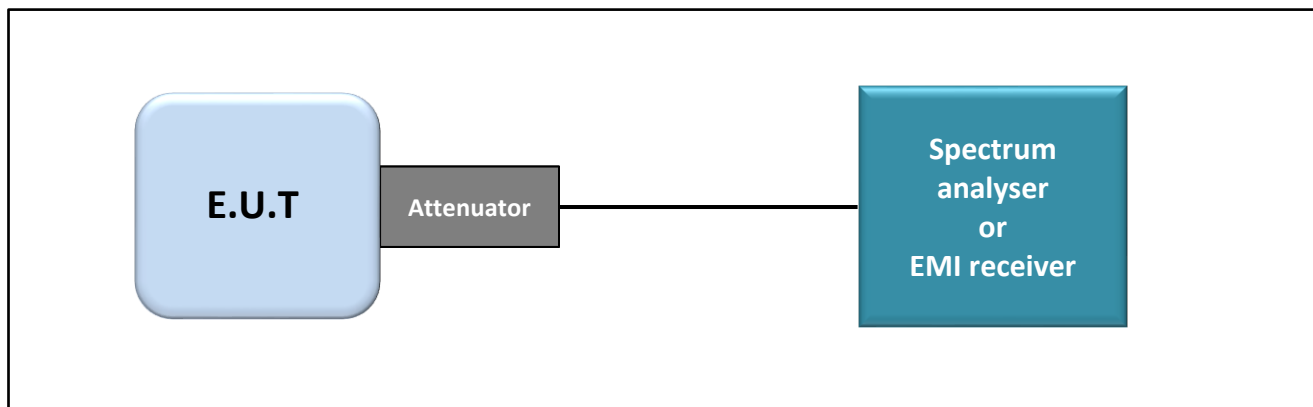 E.U.T
Attenuator
Spectrum
analyser
or
EMI receiver